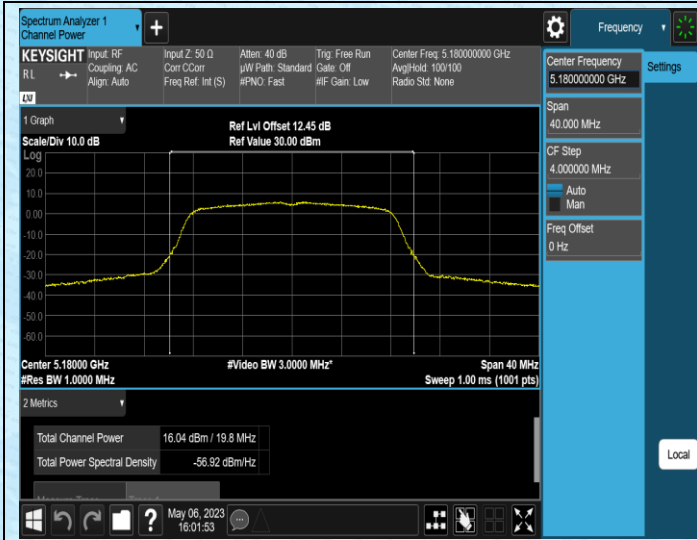 Spectrum Analyzer 1
Channel Power
+
Frequency
KEYSIGHT
RL
LXI
Input: RF
Coupling: AC
Align: Auto
Input Z: 50 Ω
Corr CCorr
Freq Ref: Int (S)
Atten: 40 dB
µW Path: Standard
#PNO: Fast
Trig: Free Run
Gate: Off
#IF Gain: Low
Center Freq: 5.180000000 GHz
Avg|Hold: 100/100
Radio Std: None
Center Frequency
5.180000000 GHz
Settings
Span
40.000 MHz
CF Step
4.000000 MHz
Auto
Man
Freq Offset
0 Hz
1 Graph
Scale/Div 10.0 dB
Ref Lvl Offset 12.45 dB
Ref Value 30.00 dBm
Log
20.0
10.0
0.00
-10.0
-20.0
-30.0
-40.0
-50.0
-60.0
Center 5.18000 GHz
#Video BW 3.0000 MHz*
Span 40 MHz
#Res BW 1.0000 MHz
Sweep 1.00 ms (1001 pts)
2 Metrics
Total Channel Power 16.04 dBm / 19.8 MHz
Total Power Spectral Density -56.92 dBm/Hz
Local
?
May 06, 2023
16:01:53